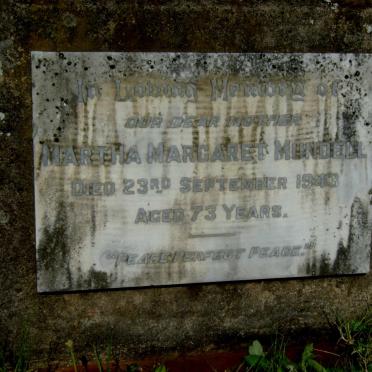 In Loving Memory of
OUR DEAR MOTHER
MARTHA MARGARET
DIED 23RD SEPTEMBER
AGED 73 YEARS.
"PEACE, PERFECT PEACE."